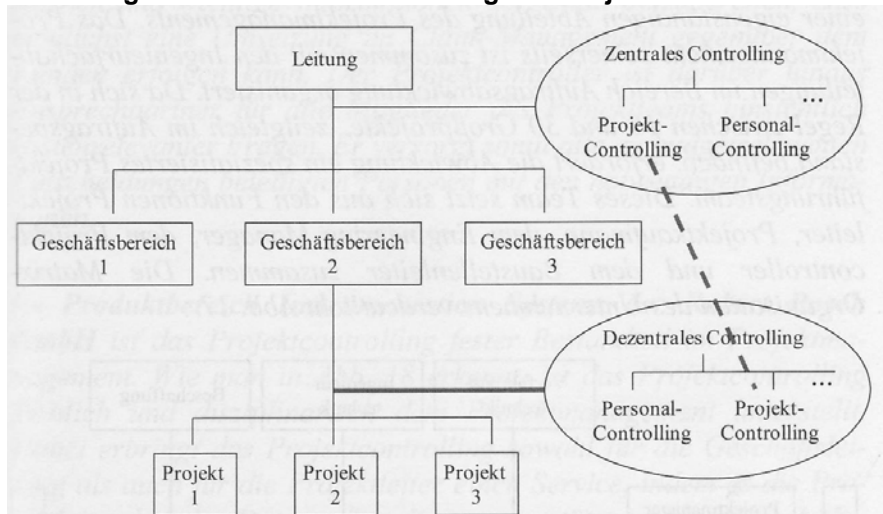 Leitung
Zentrales Controlling
...
Projekt-
Controlling
Personal-
Controlling
Geschäftsbereich
1
Geschäftsbereich
2
Geschäftsbereich
3
Dezentrales Controlling
....
Personal-
Controlling
Projekt-
Controlling
Projekt
1
Projekt
2
Projekt
3